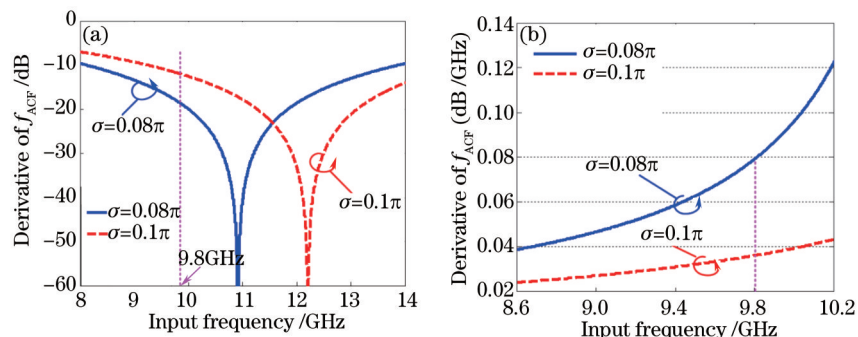 (a)
Derivative of fACF /dB
0
−10
−20
−30
−40
−50
−60
σ=0.08π
σ=0.1π
σ=0.08π
σ=0.1π
9.8GHz
8 9 10 11 12 13 14
Input frequency /GHz
(b)
Derivative of fACF (dB /GHz)
0.14
0.12
0.10
0.08
0.06
0.04
0.02
σ=0.08π
σ=0.1π
σ=0.08π
σ=0.1π
8.6 9.0 9.4 9.8 10.2
Input frequency /GHz